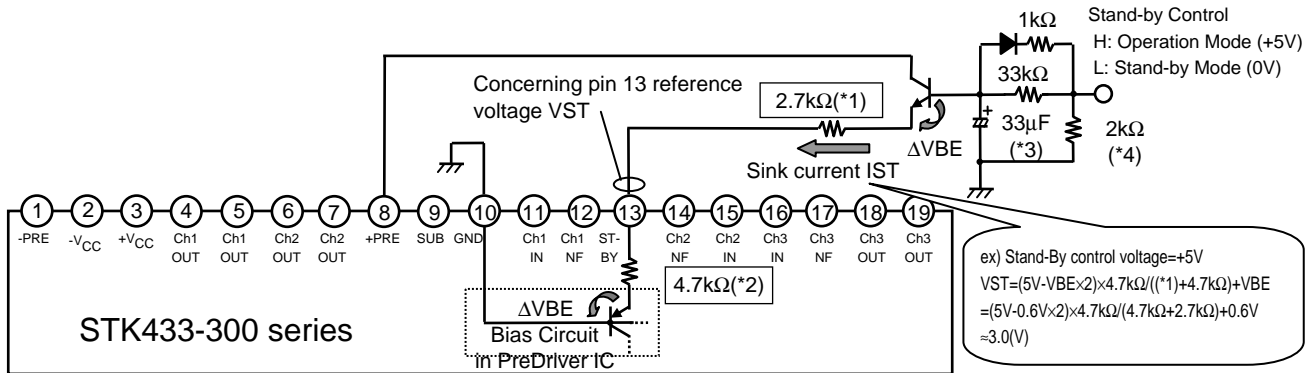 1kΩ
Stand-by Control
H: Operation Mode (+5V)
L: Stand-by Mode (0V)
Concerning pin 13 reference
voltage VST
2.7kΩ(*1)
33kΩ
ΔVBE
+
33µF
(*3)
2kΩ
(*4)
Sink current IST
1 2 3 4 5 6 7 8 9 10 11 12 13 14 15 16 17 18 19
-PRE -VCC +VCC Ch1 Ch1 Ch2 Ch2 +PRE SUB GND Ch1 Ch1 ST- Ch2 Ch2 Ch3 Ch3 Ch3 Ch3
OUT OUT OUT OUT IN NF BY NF IN IN NF OUT OUT
4.7kΩ(*2)
ΔVBE
Bias Circuit
in PreDriver IC
STK433-300 series
ex) Stand-By control voltage=+5V
VST=(5V-VBE×2)×4.7kΩ/((*1)+4.7kΩ)+VBE
=(5V-0.6V×2)×4.7kΩ/(4.7kΩ+2.7kΩ)+0.6V
≈3.0(V)